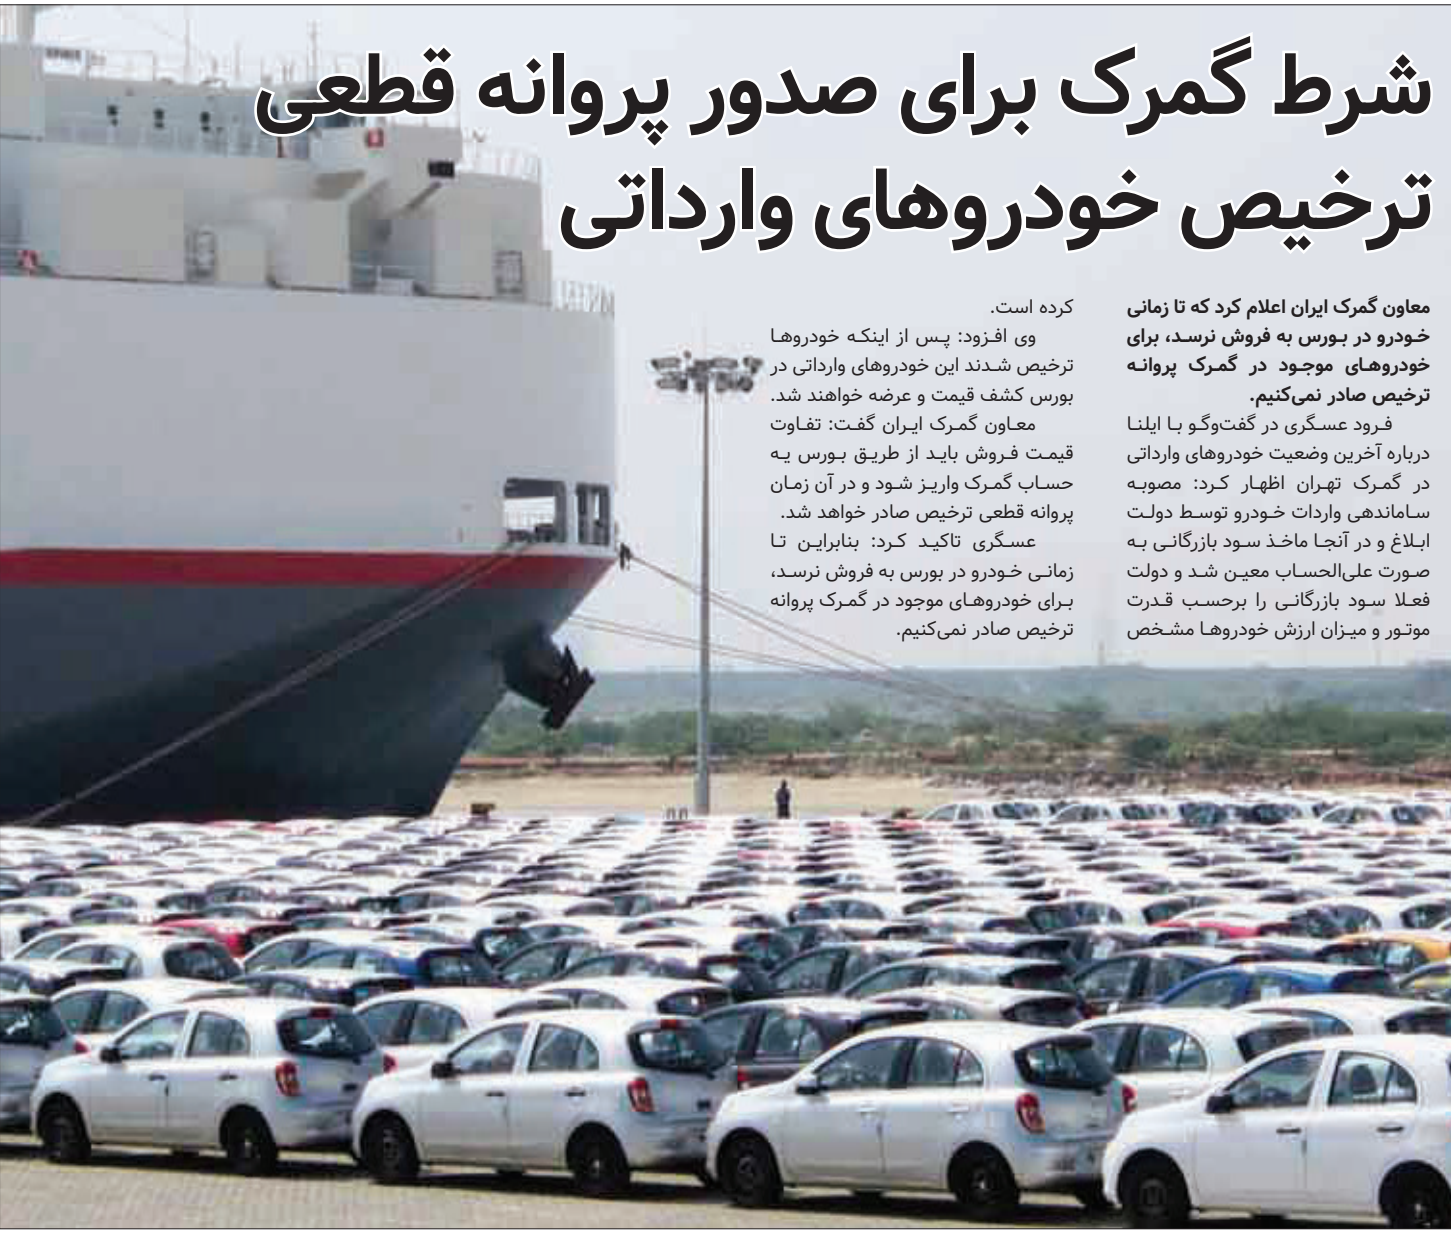 شرط گمرک برای صدور پروانه قطعی
ترخیص خودروهای وارداتی
معاون گمرک ایران اعلام کرد که تا زمانی
خودرو در بورس به فروش نرسد، برای
خودروهای موجود در گمرک پروانه
ترخیص صادر نمی‌کنیم.
فرود عسگری در گفت‌وگو با ایلنا
درباره آخرین وضعیت خودروهای وارداتی
در گمرک تهران اظهار کرد: مصوبه
ساماندهی واردات خودرو توسط دولت
ابلاغ و در آنجا ماخذ سود بازرگانی به
صورت علی‌الحساب معین شد و دولت
فعلا سود بازرگانی را برحسب قدرت
موتور و میزان ارزش خودروها مشخص
کرده است.
وی افزود: پس از اینکه خودروها
ترخیص شدند این خودروهای وارداتی در
بورس کشف قیمت و عرضه خواهند شد.
معاون گمرک ایران گفت: تفاوت
قیمت فروش باید از طریق بورس یه
حساب گمرک واریز شود و در آن زمان
پروانه قطعی ترخیص صادر خواهد شد.
عسگری تاکید کرد: بنابراین تا
زمانی خودرو در بورس به فروش نرسد،
برای خودروهای موجود در گمرک پروانه
ترخیص صادر نمی‌کنیم.